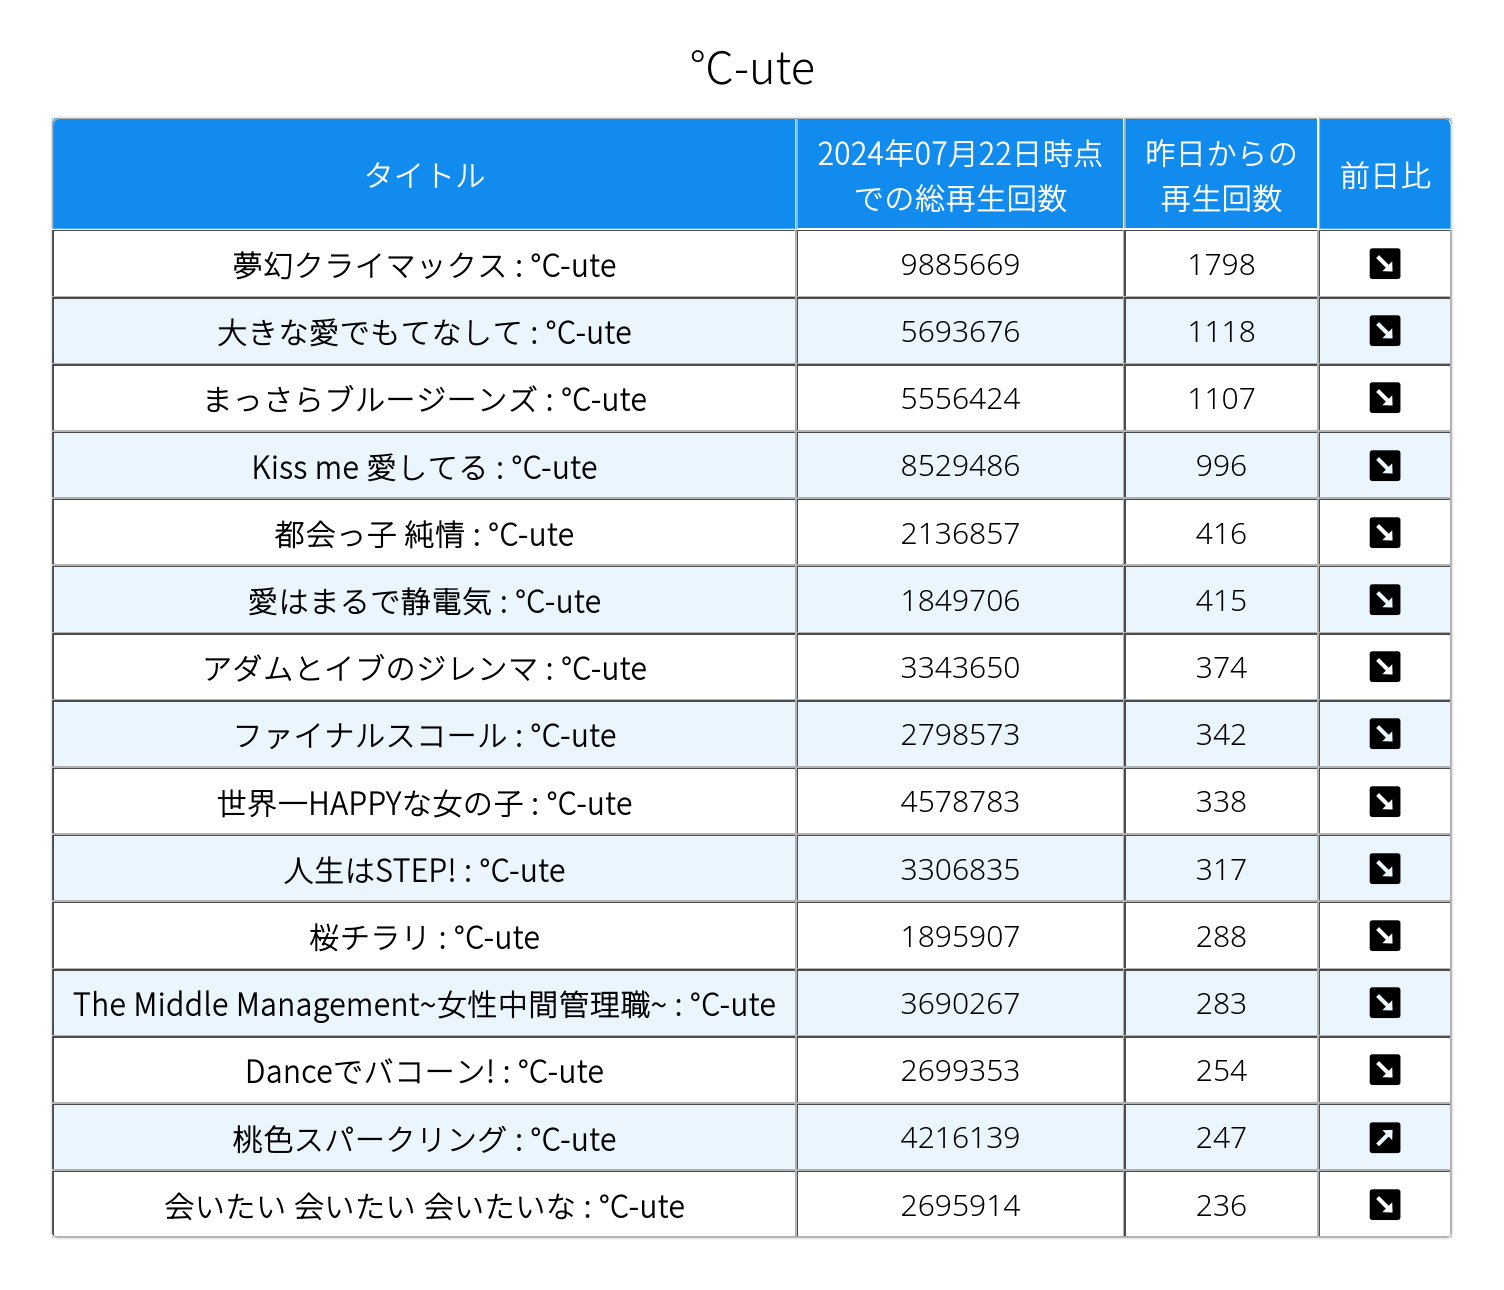 ℃-ute
タイトル
2024年07月22日時点
での総再生回数
昨日からの
再生回数
前日比
夢幻クライマックス : ℃-ute 9885669 1798
大きな愛でもてなして : ℃-ute 5693676 1118
まっさらブルージーンズ : ℃-ute 5556424 1107
Kiss me 愛してる : ℃-ute 8529486 996
都会っ子 純情 : ℃-ute 2136857 416
愛はまるで静電気 : ℃-ute 1849706 415
アダムとイブのジレンマ : ℃-ute 3343650 374
ファイナルスコール : ℃-ute 2798573 342
世界一HAPPYな女の子 : ℃-ute 4578783 338
人生はSTEP! : ℃-ute 3306835 317
桜チラリ : ℃-ute 1895907 288
The Middle Management~女性中間管理職~ : ℃-ute 3690267 283
Danceでバコーン! : ℃-ute 2699353 254
桃色スパークリング : ℃-ute 4216139 247
会いたい 会いたい 会いたいな : ℃-ute 2695914 236